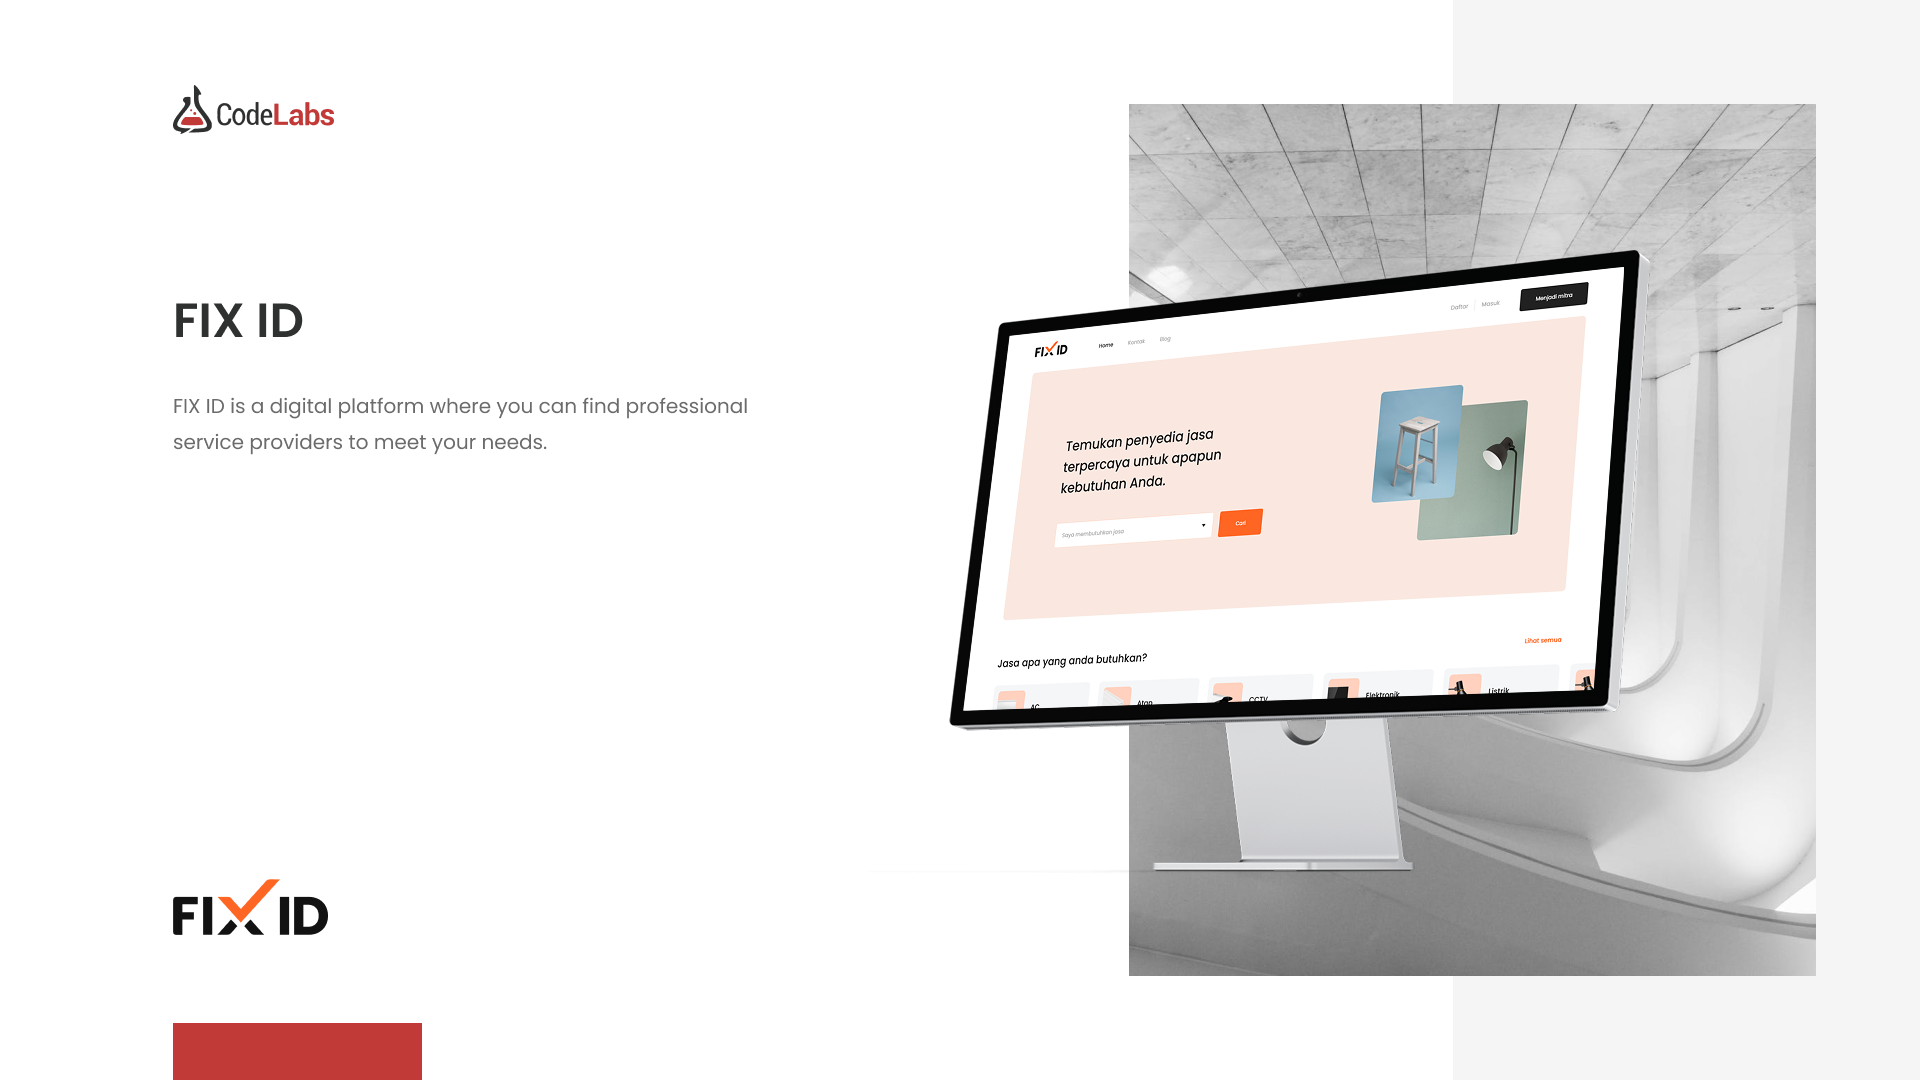 CodeLabs
FIX ID
FIX ID is a digital platform where you can find professional
service providers to meet your needs.
FIX ID
FIX ID
Home
Kontak
Blog
Daftar
Masuk
Menjadi mitra
Temukan penyedia jasa
terpercaya untuk apapun
kebutuhan Anda.
Saya membutuhkan jasa
Cari
Jasa apa yang anda butuhkan?
Lihat semua
AC
Atap
CCTV
Elektronik
Listrik